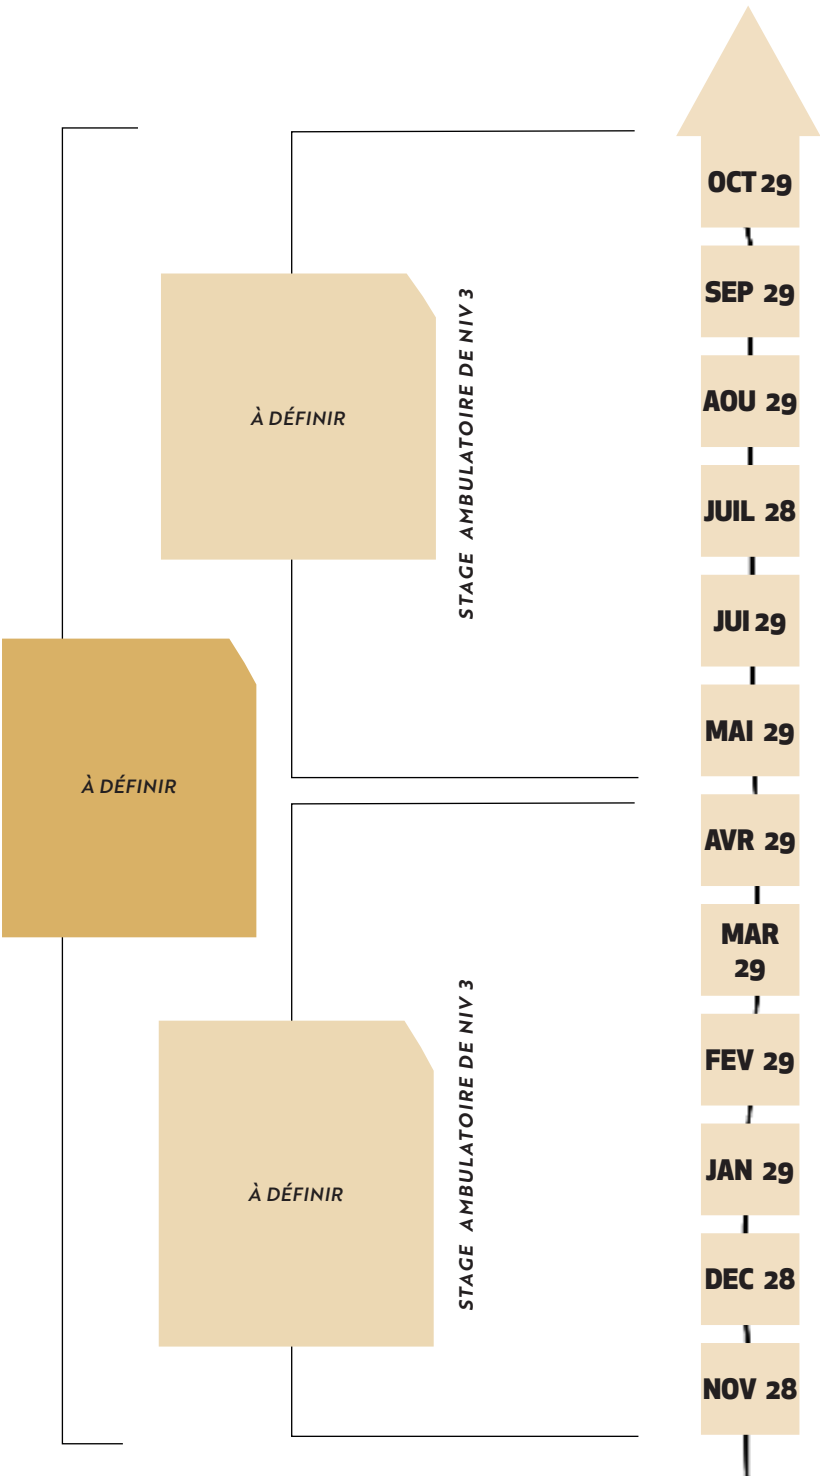 OCT 29
SEP 29
AOU 29
JUIL 28
JUI 29
MAI 29
AVR 29
MAR
29
FEV 29
JAN 29
DEC 28
NOV 28
STAGE AMBULATOIRE DE NIV 3
À DÉFINIR
À DÉFINIR
STAGE AMBULATOIRE DE NIV 3
À DÉFINIR